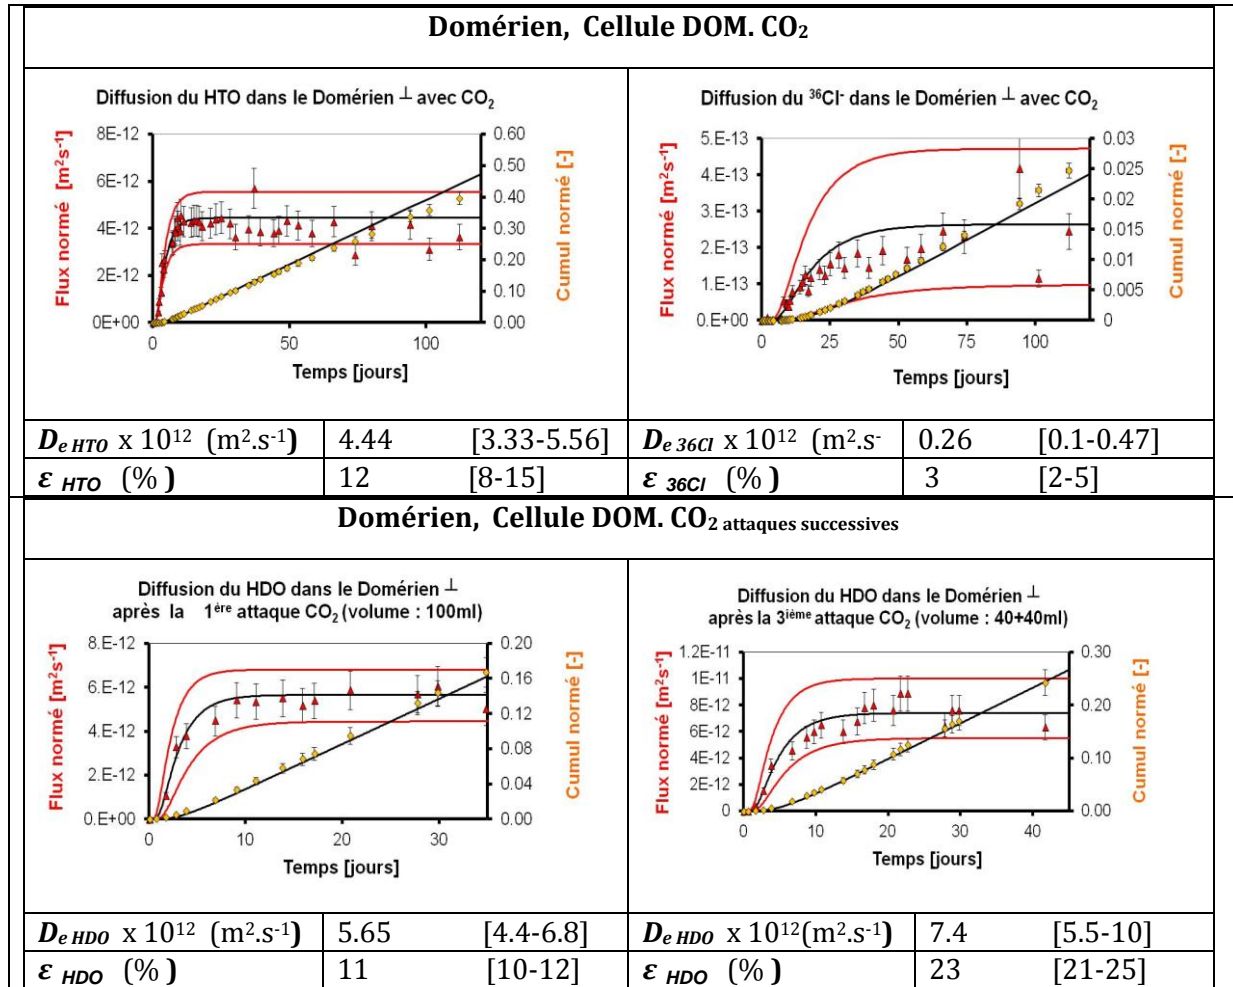 Domérien, Cellule DOM. CO₂
Diffusion du HTO dans le Domérien ⊥ avec CO₂
Flux normé [m²s⁻¹]
8E-12
6E-12
4E-12
2E-12
0E+00
0.60
0.50
0.40
0.30
0.20
0.10
0.00
Cumul normé [-]
0
50
100
Temps [jours]
Diffusion du ³⁶Cl⁻ dans le Domérien ⊥ avec CO₂
Flux normé [m²s⁻¹]
5.E-13
4.E-13
3.E-13
2.E-13
1.E-13
0.E+00
0.03
0.025
0.02
0.015
0.01
0.005
0
Cumul normé [-]
0
25
50
75
100
Temps [jours]
D e HTO x 10¹² (m².s⁻¹) 4.44 [3.33-5.56] D e 36Cl x 10¹² (m².s⁻ 0.26 [0.1-0.47]
ε HTO (% ) 12 [8-15] ε 36Cl (% ) 3 [2-5]
Domérien, Cellule DOM. CO₂ attaques successives
Diffusion du HDO dans le Domérien ⊥
après la 1ère attaque CO₂ (volume : 100ml)
Flux normé [m²s⁻¹]
8.E-12
6.E-12
4.E-12
2.E-12
0.E+00
0.20
0.16
0.12
0.08
0.04
0.00
Cumul normé [-]
0
10
20
30
Temps [jours]
Diffusion du HDO dans le Domérien ⊥
après la 3ième attaque CO₂ (volume : 40+40ml)
Flux normé [m²s⁻¹]
1.2E-11
1E-11
8E-12
6E-12
4E-12
2E-12
0
0.30
0.20
0.10
0.00
Cumul normé [-]
0
10
20
30
40
Temps [jours]
D e HDO x 10¹² (m².s⁻¹) 5.65 [4.4-6.8] D e HDO x 10¹²(m².s⁻¹) 7.4 [5.5-10]
ε HDO (% ) 11 [10-12] ε HDO (% ) 23 [21-25]